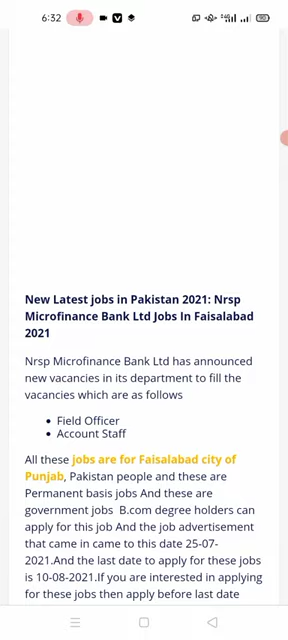 6:32
New Latest jobs in Pakistan 2021: Nrsp
Microfinance Bank Ltd Jobs In Faisalabad
2021
Nrsp Microfinance Bank Ltd has announced
new vacancies in its department to fill the
vacancies which are as follows
Field Officer
Account Staff
All these jobs are for Faisalabad city of
Punjab, Pakistan people and these are
Permanent basis jobs And these are
government jobs B.com degree holders can
apply for this job And the job advertisement
that came in came to this date 25-07-
2021.And the last date to apply for these jobs
is 10-08-2021.If you are interested in applying
for these jobs then apply before last date